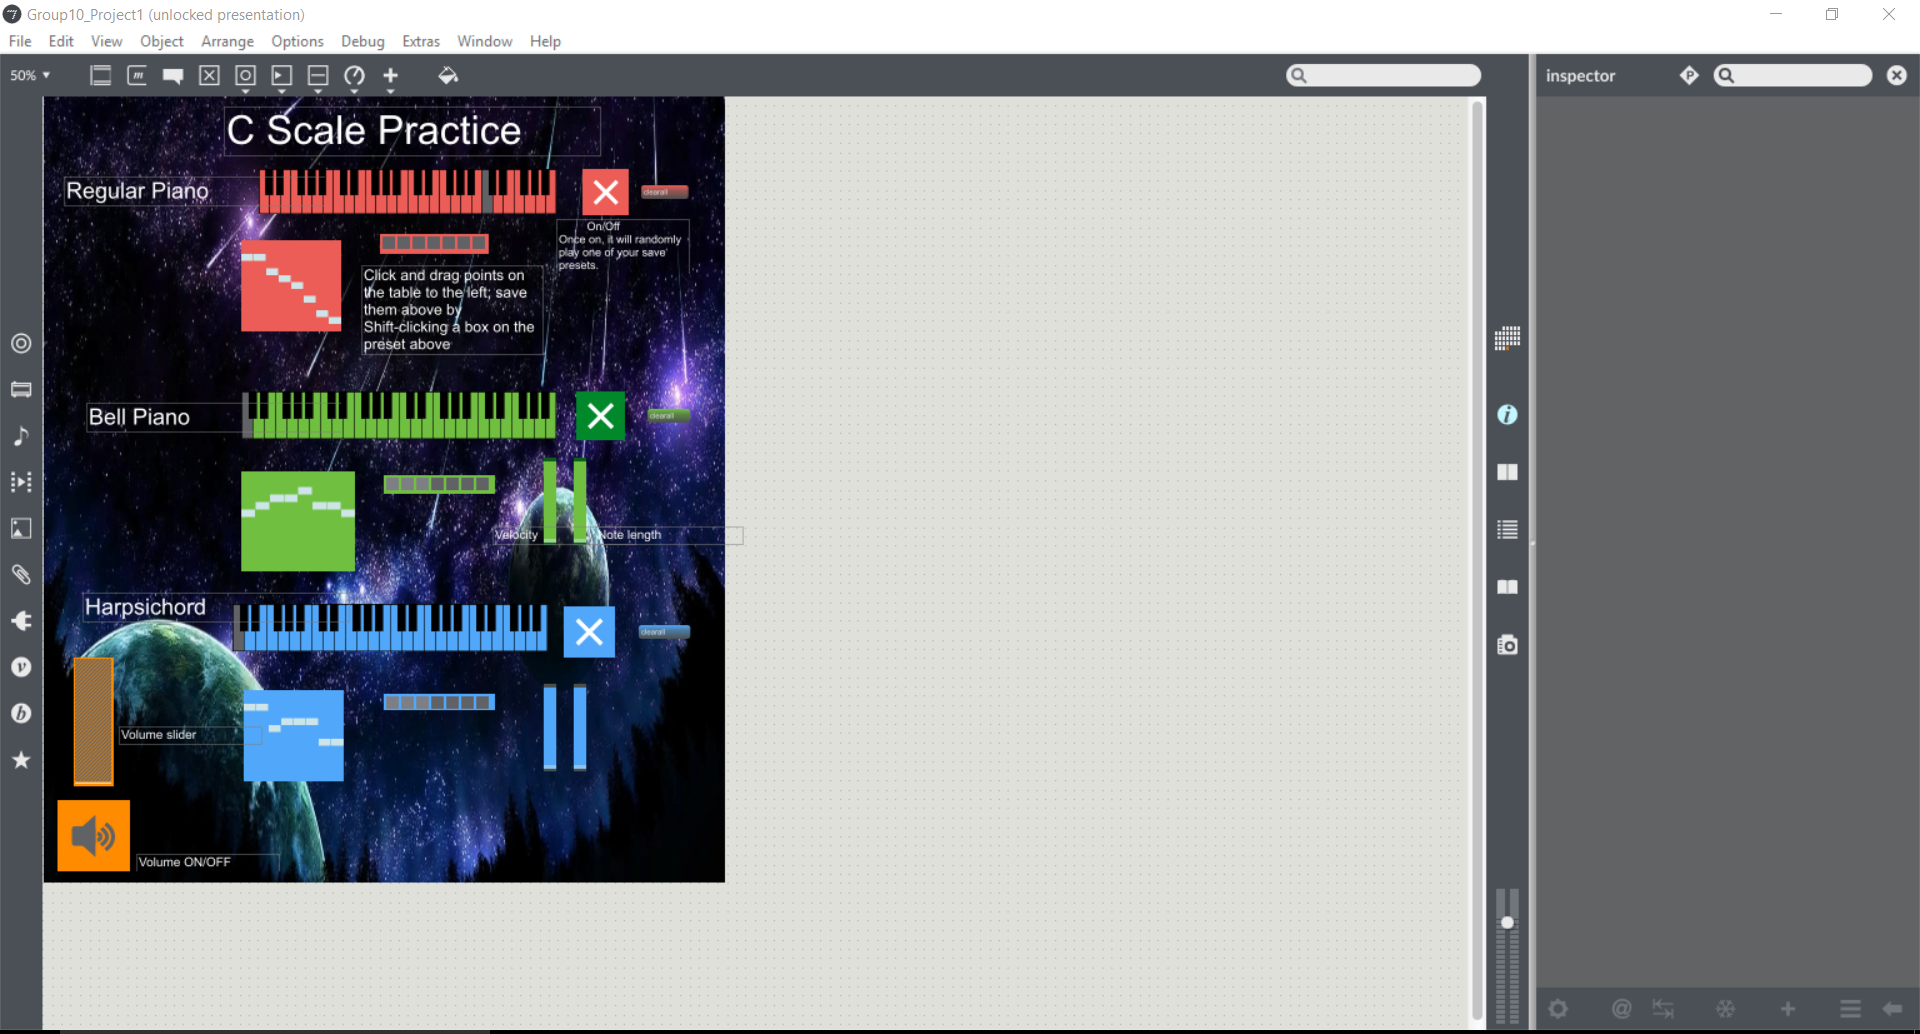 Group10_Project1 (unlocked presentation)
File Edit View Object Arrange Options Debug Extras Window Help
50%
inspector
C Scale Practice
Regular Piano
clearall
On/Off
Once on, it will randomly
play one of your save
presets.
Click and drag points on
the table to the left; save
them above by
Shift-clicking a box on the
preset above
Bell Piano
clearall
Velocity
Note length
Harpsichord
clearall
Volume slider
Volume ON/OFF